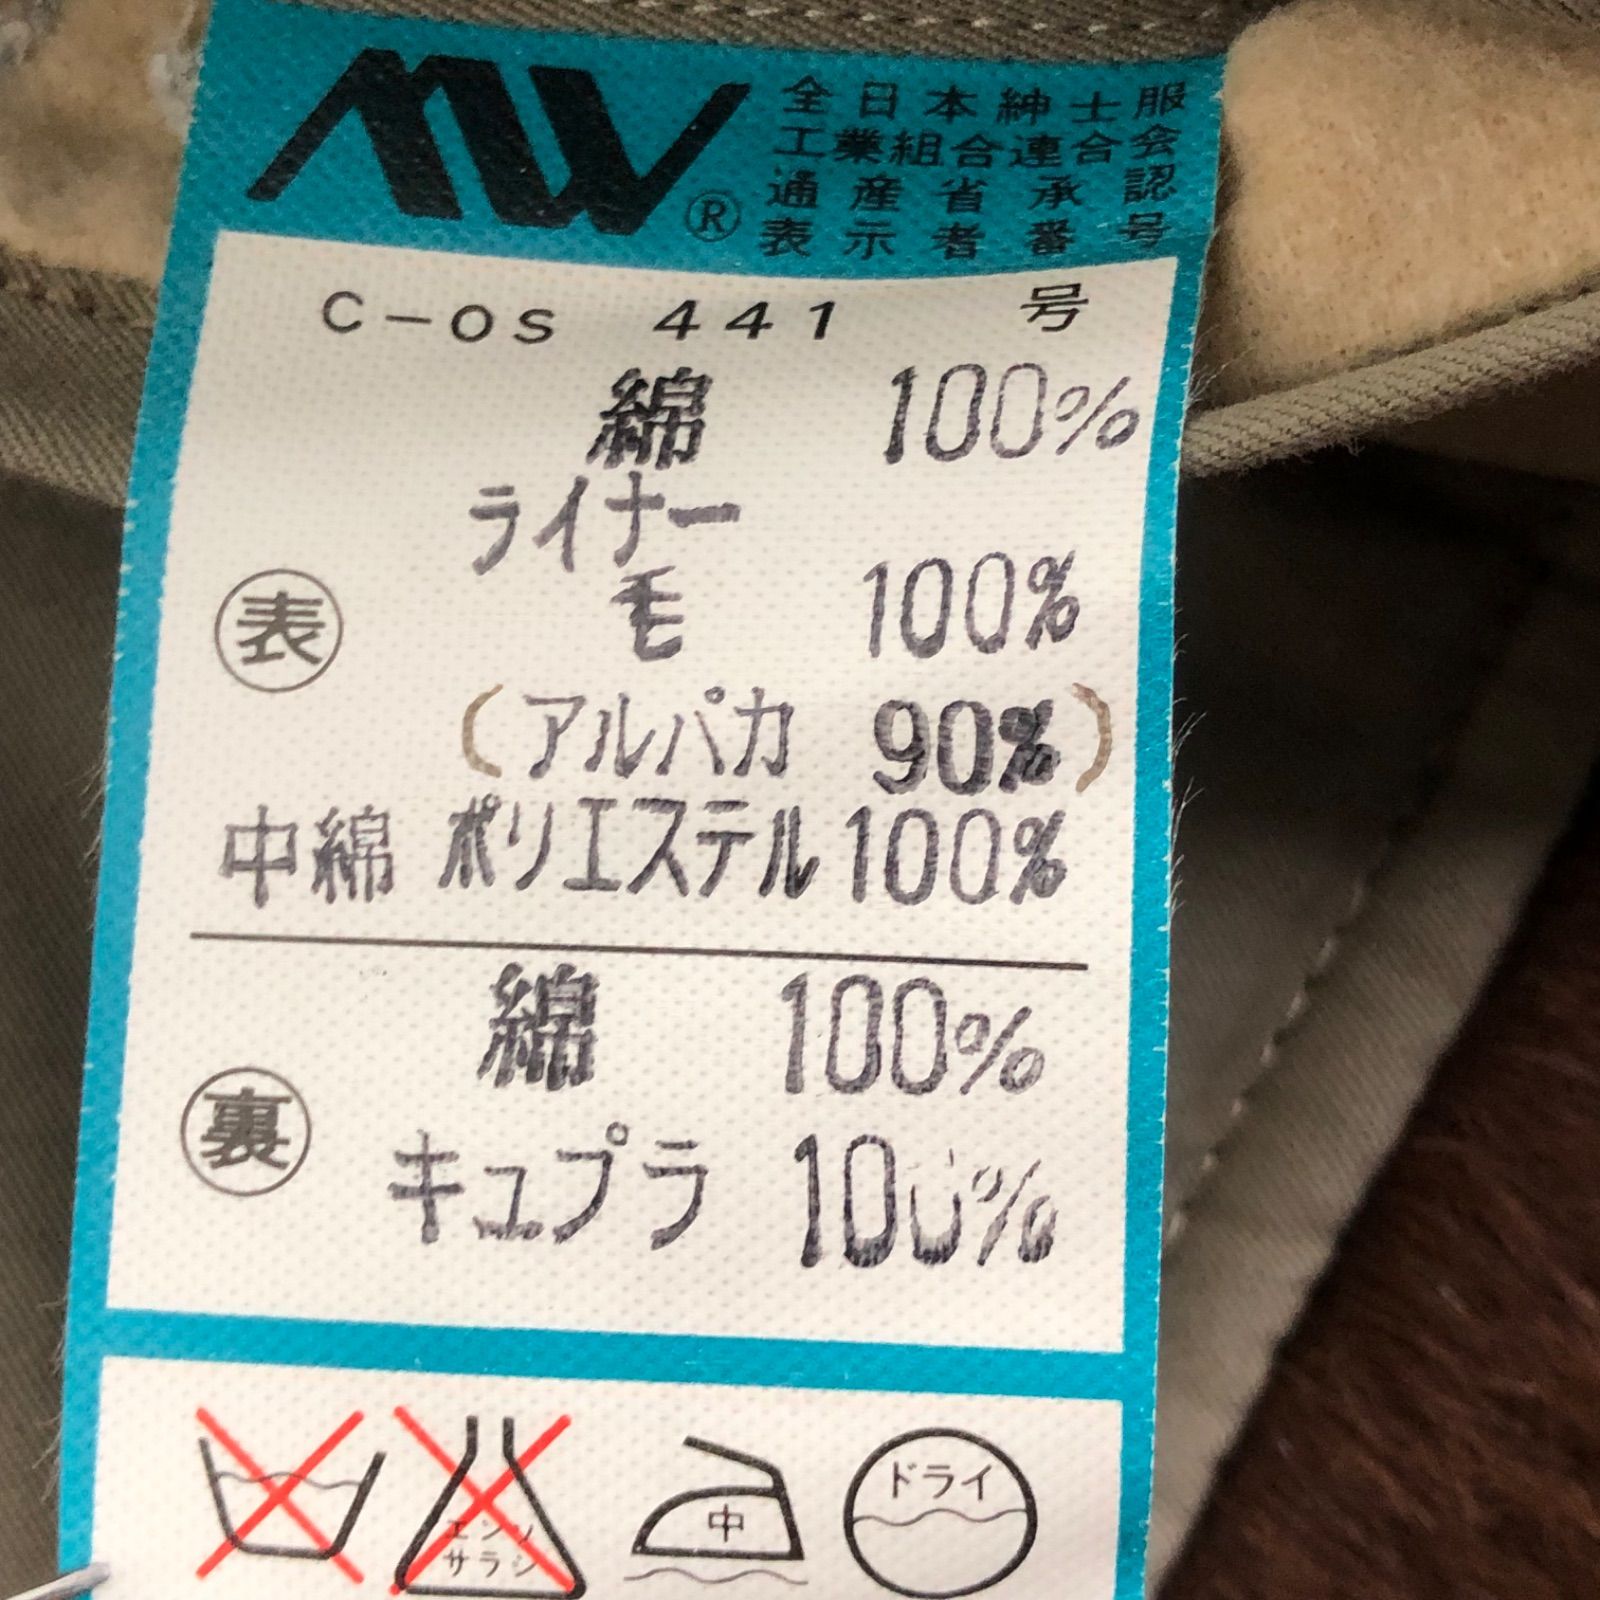 MW®
全日本紳士服
工業組合連合会
通産省承認
表示者番号
C-OS 441 号
綿 100%
ライナー
毛 100%
表
(アルパカ 90%)
中綿 ポリエステル 100%
綿 100%
裏
キュプラ 100%
エンソ
サラシ
中
ドライ